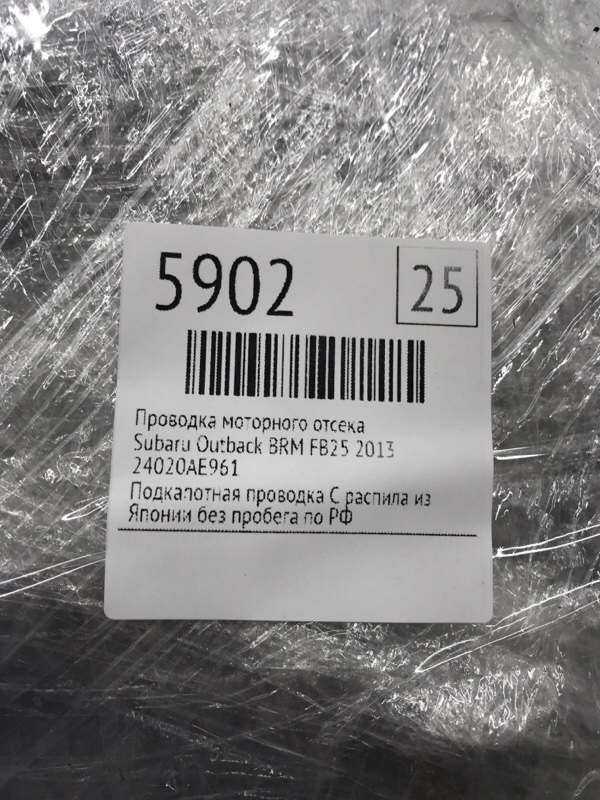 5902
25
Проводка моторного отсека
Subaru Outback BRM FB25 2013
24020AE961
Подкапотная проводка С распила из
Японии без пробега по РФ